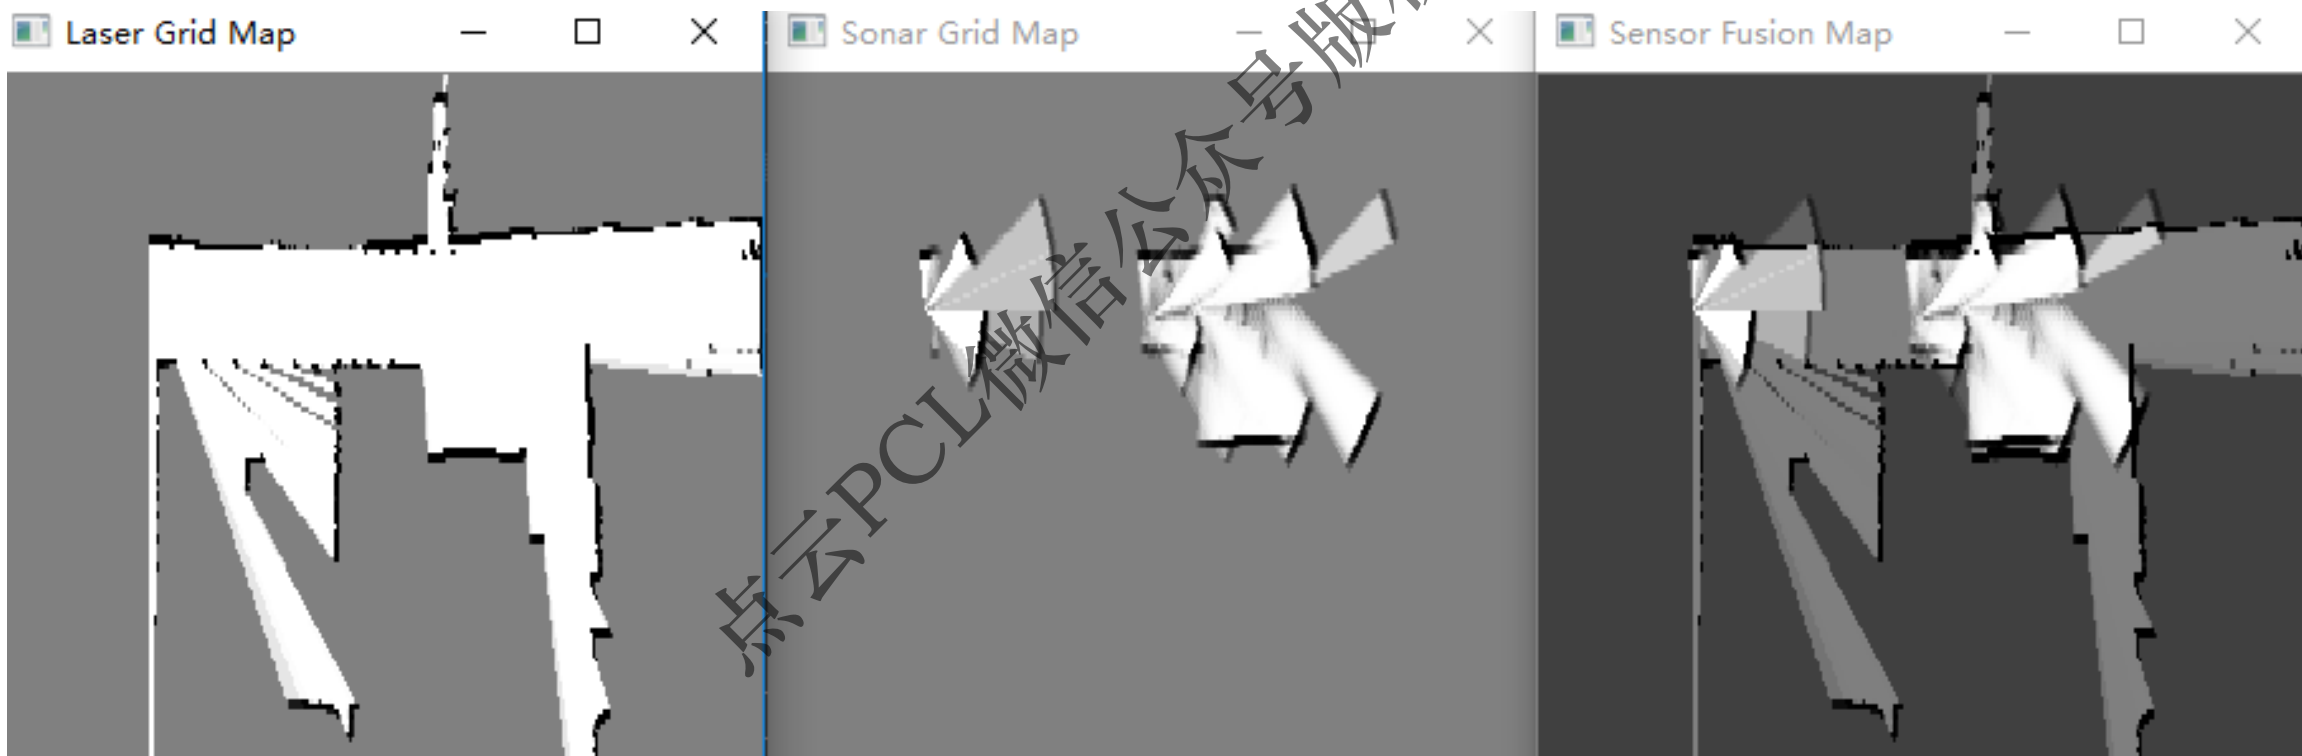 Laser Grid Map
Sonar Grid Map
Sensor Fusion Map
点云PCL微信公众号版